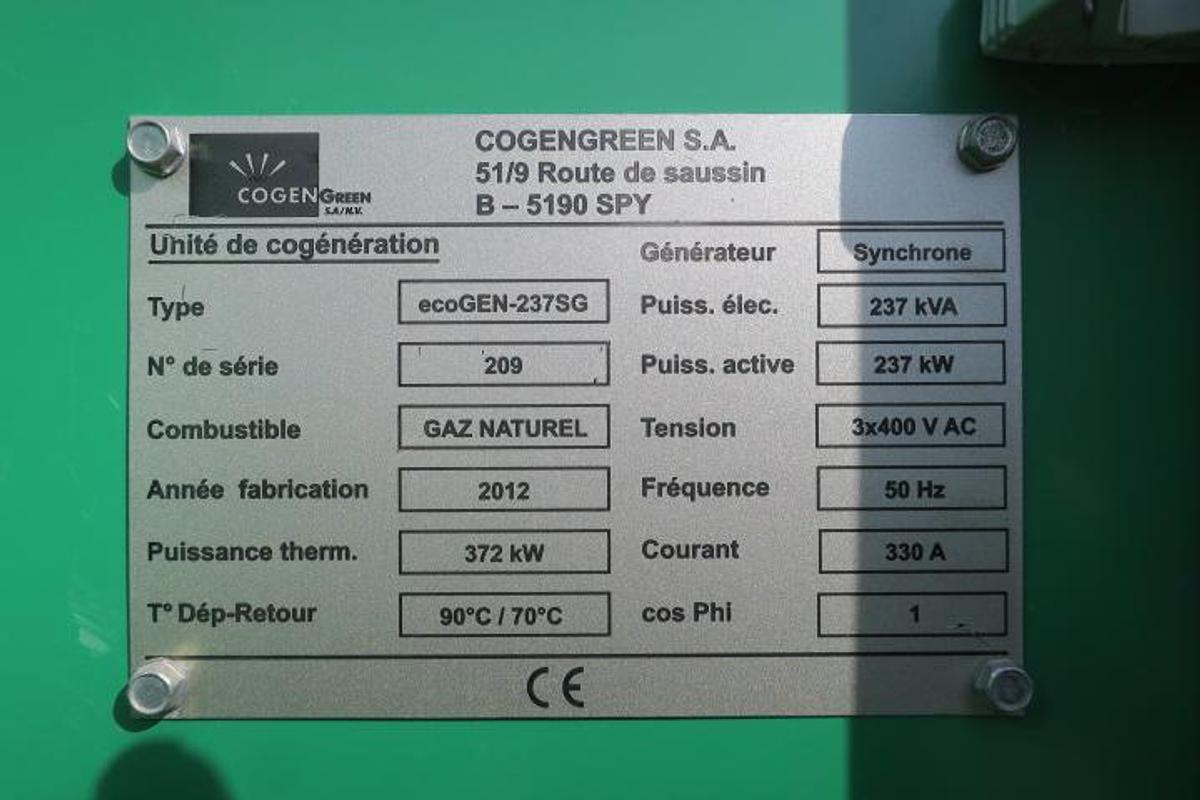 COGENGREEN
S.A./N.V.
COGENGREEN S.A.
51/9 Route de saussin
B – 5190 SPY
Unité de cogénération
Type ecoGEN-237SG
N° de série 209
Combustible GAZ NATUREL
Année fabrication 2012
Puissance therm. 372 kW
T° Dép-Retour 90°C / 70°C
Générateur Synchrone
Puiss. élec. 237 kVA
Puiss. active 237 kW
Tension 3x400 V AC
Fréquence 50 Hz
Courant 330 A
cos Phi 1
CE